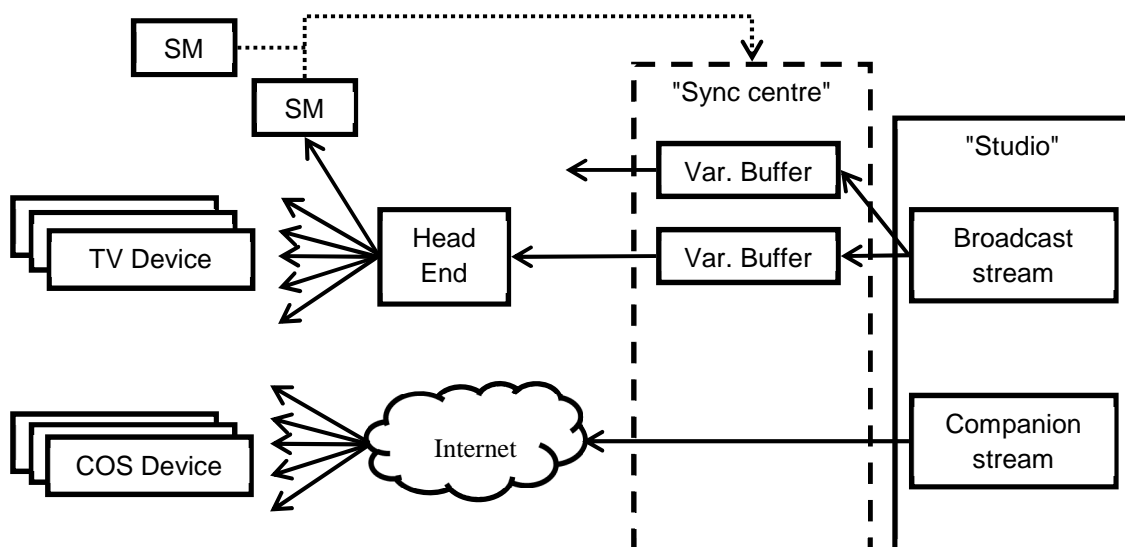 SM
SM
"Sync centre"
"Studio"
Var. Buffer
Var. Buffer
Head
End
TV Device
Broadcast
stream
COS Device
Internet
Companion
stream